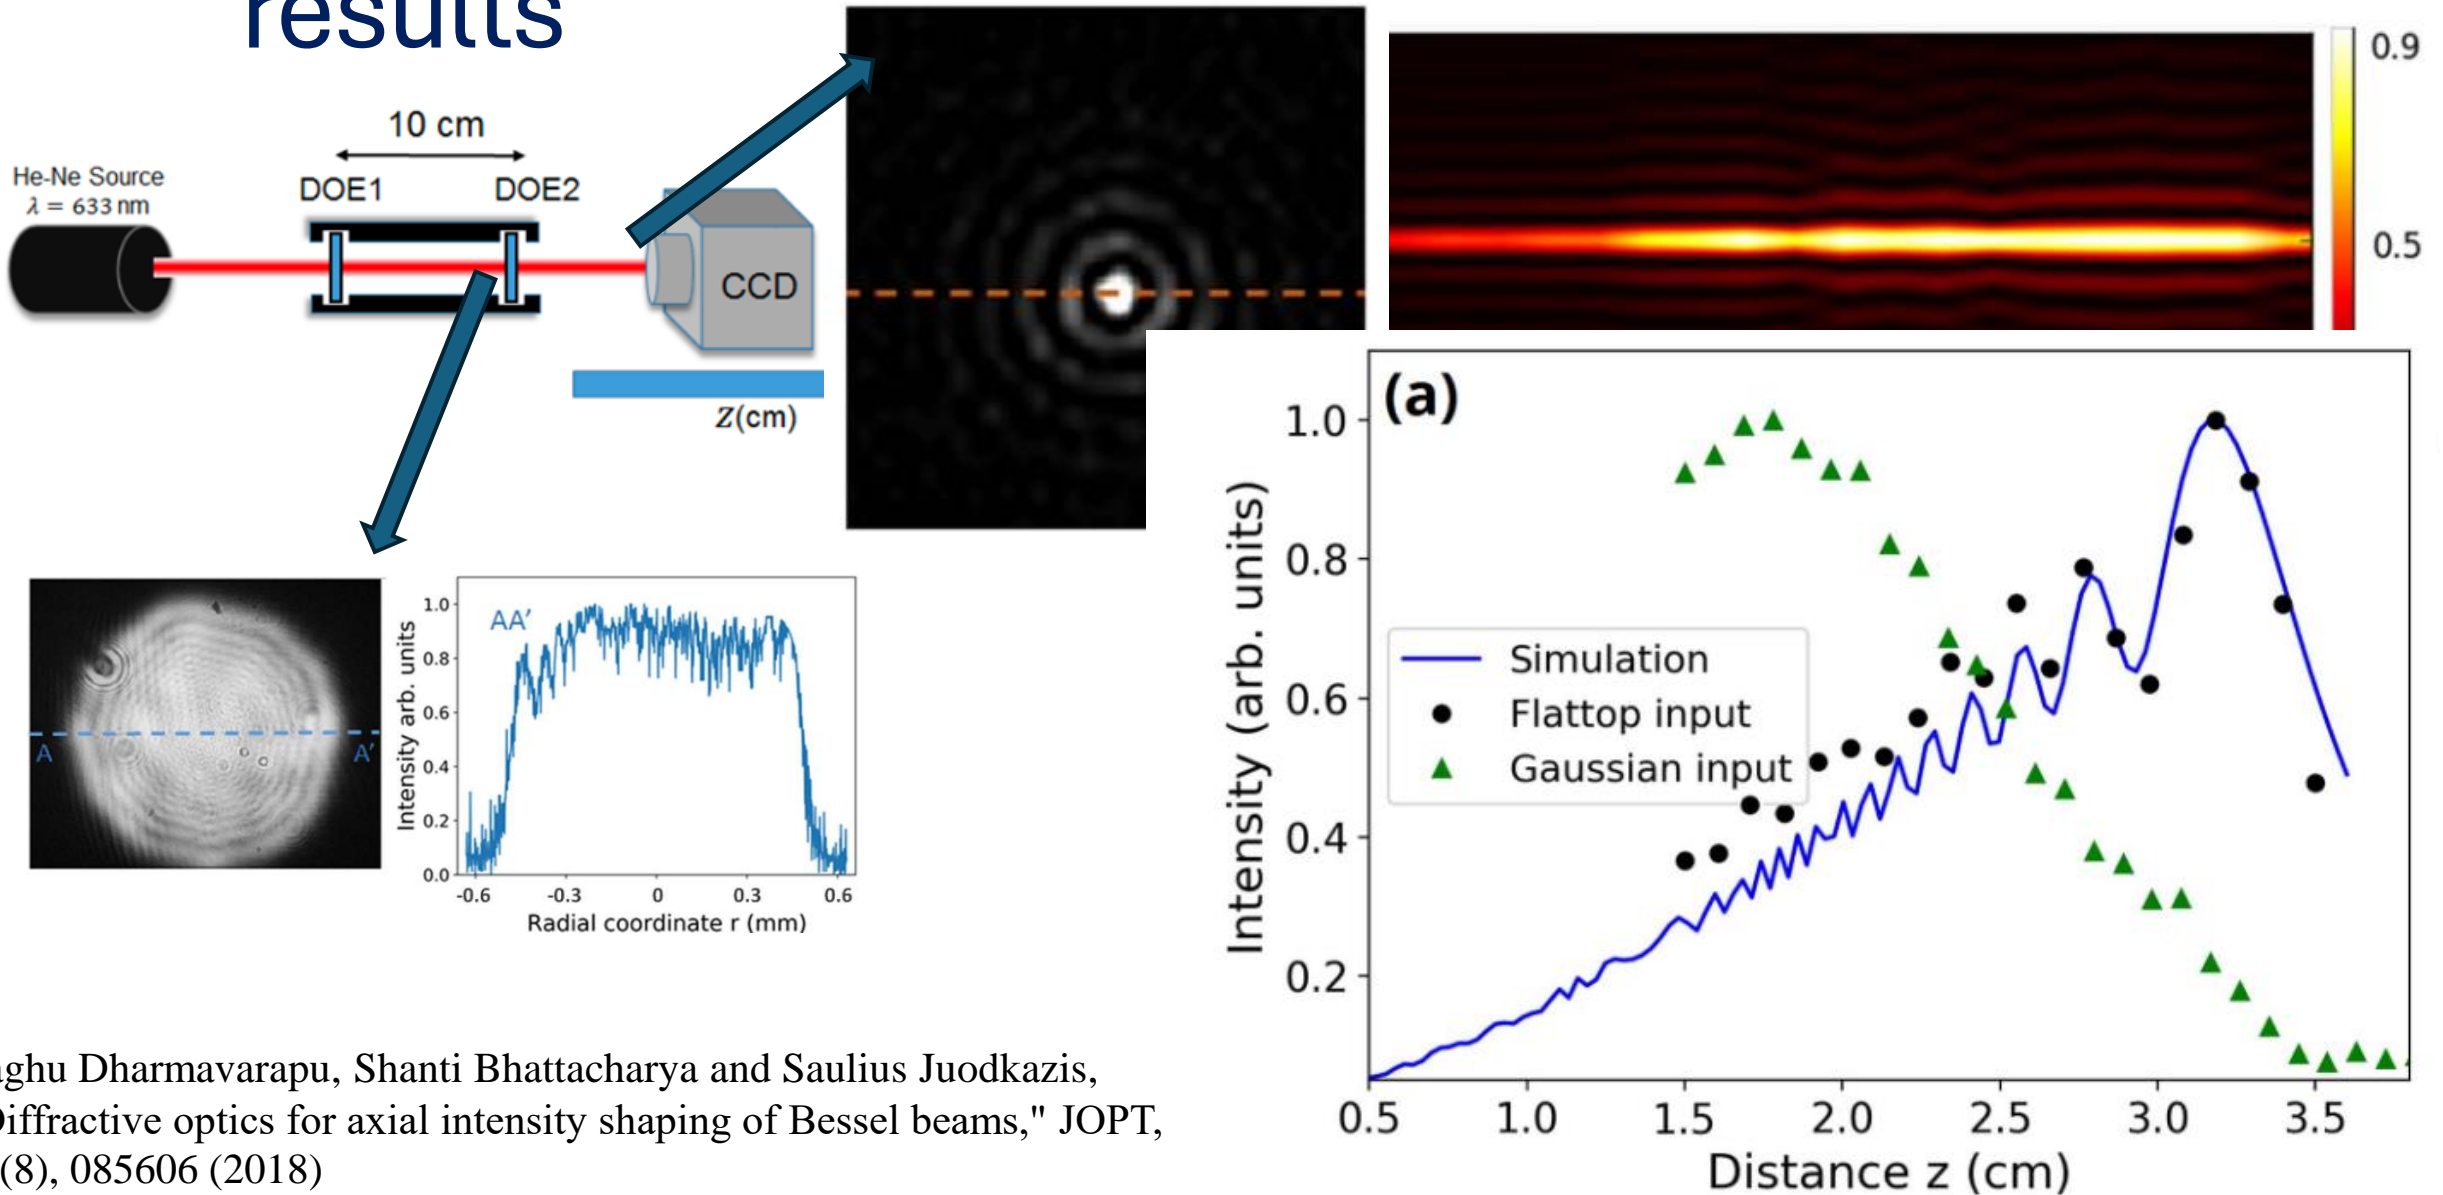 results
10 cm
He-Ne Source
λ = 633 nm
DOE1
DOE2
CCD
Z(cm)
0.9
0.5
A
A′
AA′
Intensity arb. units
1.0
0.8
0.6
0.4
0.2
0.0
-0.6
-0.3
0
0.3
0.6
Radial coordinate r (mm)
(a)
Intensity (arb. units)
1.0
0.8
0.6
0.4
0.2
Simulation
Flattop input
Gaussian input
0.5
1.0
1.5
2.0
2.5
3.0
3.5
Distance z (cm)
aghu Dharmavarapu, Shanti Bhattacharya and Saulius Juodkazis,
Diffractive optics for axial intensity shaping of Bessel beams," JOPT,
(8), 085606 (2018)